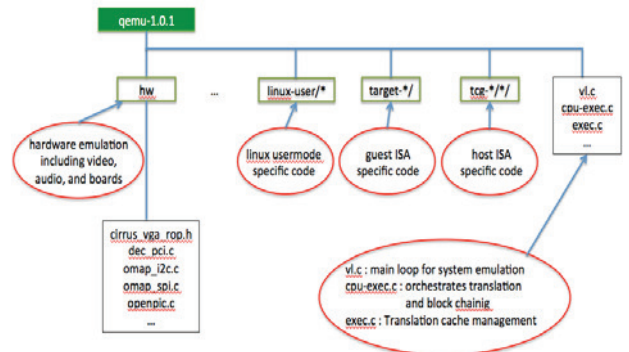 qemu-1.0.1
hw
...
linux-user/*
target-*/
tcg-*/*/
vl.c
cpu-exec.c
exec.c
...
hardware emulation
including video,
audio, and boards
linux usermode
specific code
guest ISA
specific code
host ISA
specific code
cirrus_vga_rop.h
dec_pci.c
omap_i2c.c
omap_spi.c
openpic.c
...
vl.c : main loop for system emulation
cpu-exec.c : orchestrates translation
and block chainig
exec.c : Translation cache management